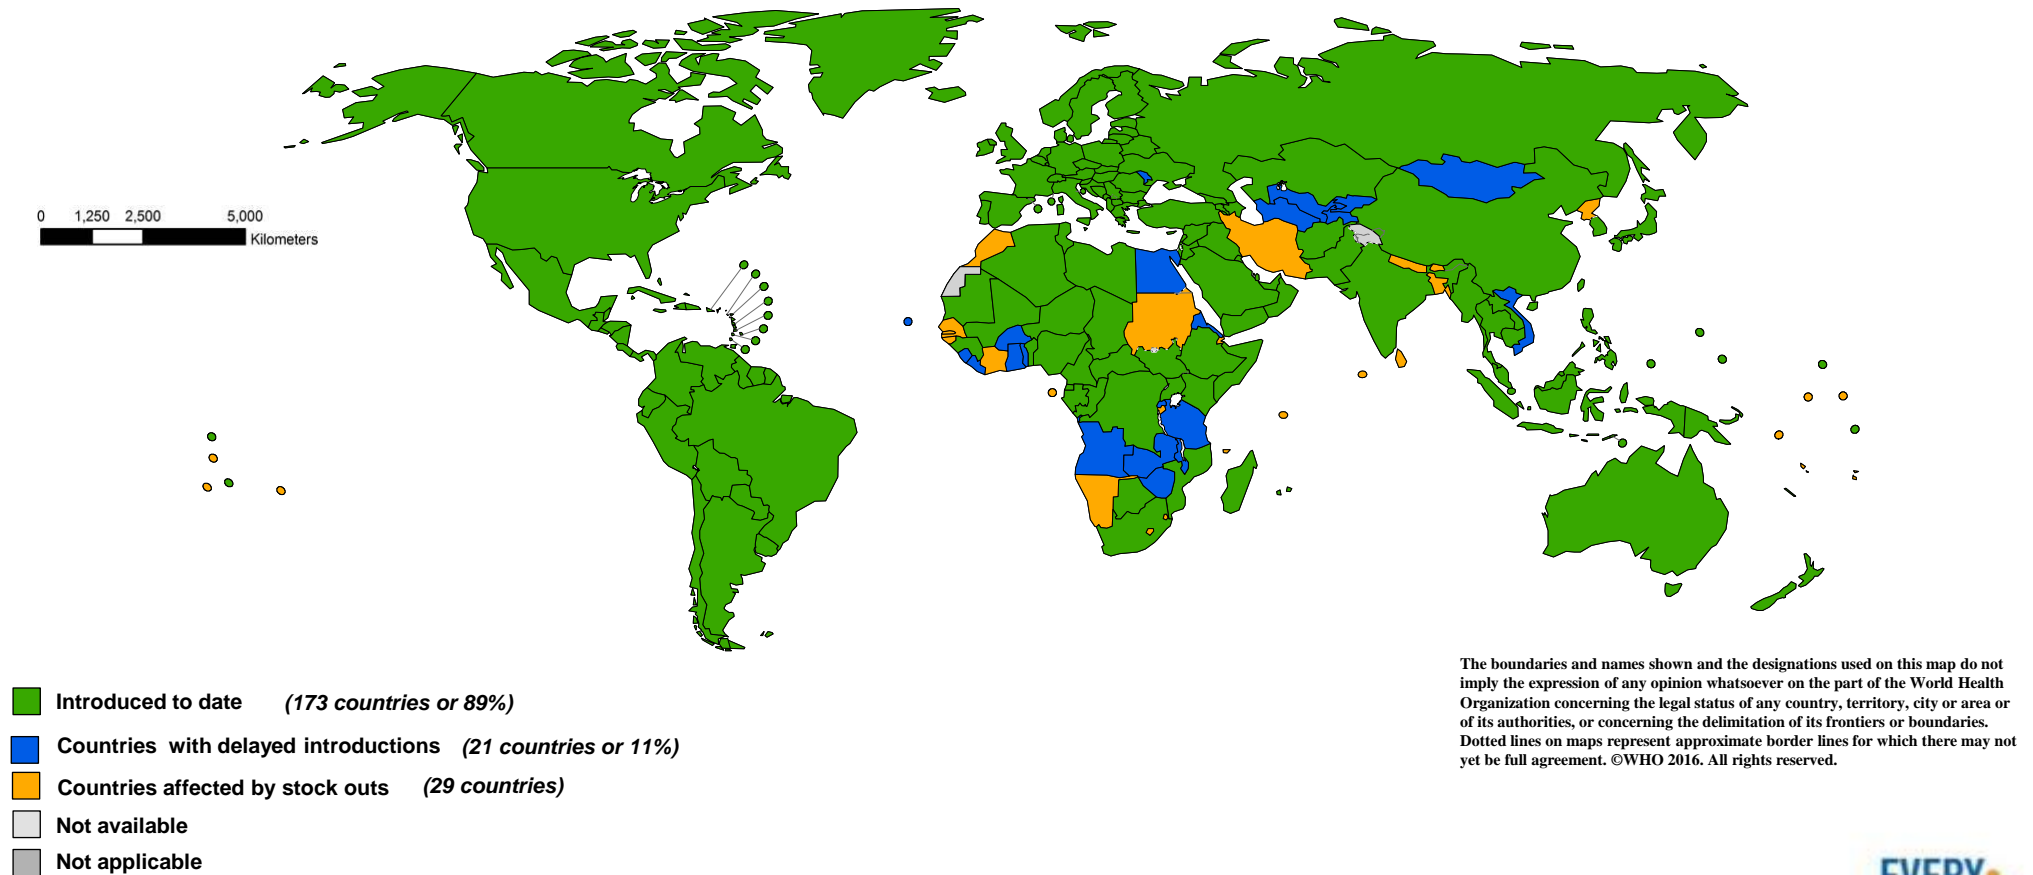 0 1,250 2,500 5,000
Kilometers
Introduced to date (173 countries or 89%)
Countries with delayed introductions (21 countries or 11%)
Countries affected by stock outs (29 countries)
Not available
Not applicable
The boundaries and names shown and the designations used on this map do not
imply the expression of any opinion whatsoever on the part of the World Health
Organization concerning the legal status of any country, territory, city or area or
of its authorities, or concerning the delimitation of its frontiers or boundaries.
Dotted lines on maps represent approximate border lines for which there may not
yet be full agreement. ©WHO 2016. All rights reserved.
EVERY